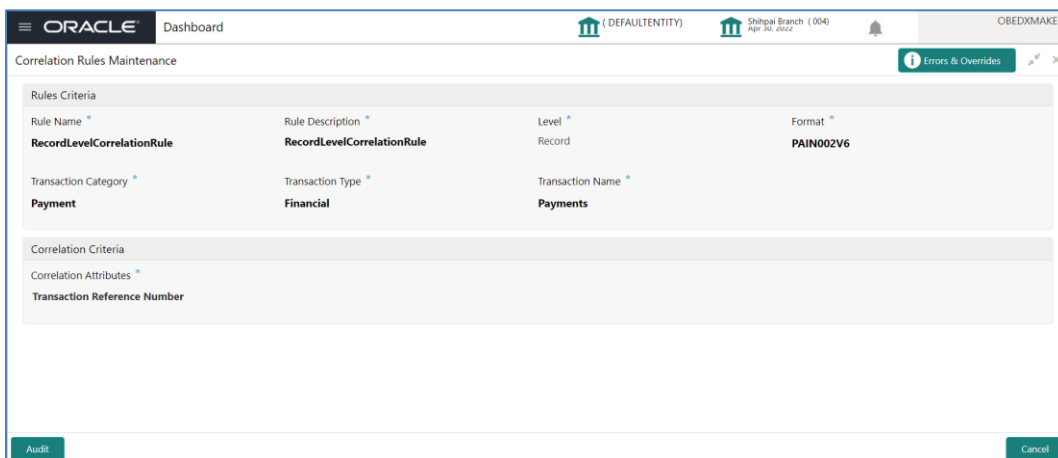 ORACLE Dashboard ( DEFAULTENTITY) Shihpai Branch ( 004) OBEDXMAKE
Apr 30, 2022
Correlation Rules Maintenance Errors & Overrides
Rules Criteria
Rule Name * Rule Description * Level * Format *
RecordLevelCorrelationRule RecordLevelCorrelationRule Record PAIN002V6
Transaction Category * Transaction Type * Transaction Name *
Payment Financial Payments
Correlation Criteria
Correlation Attributes *
Transaction Reference Number
Audit Cancel